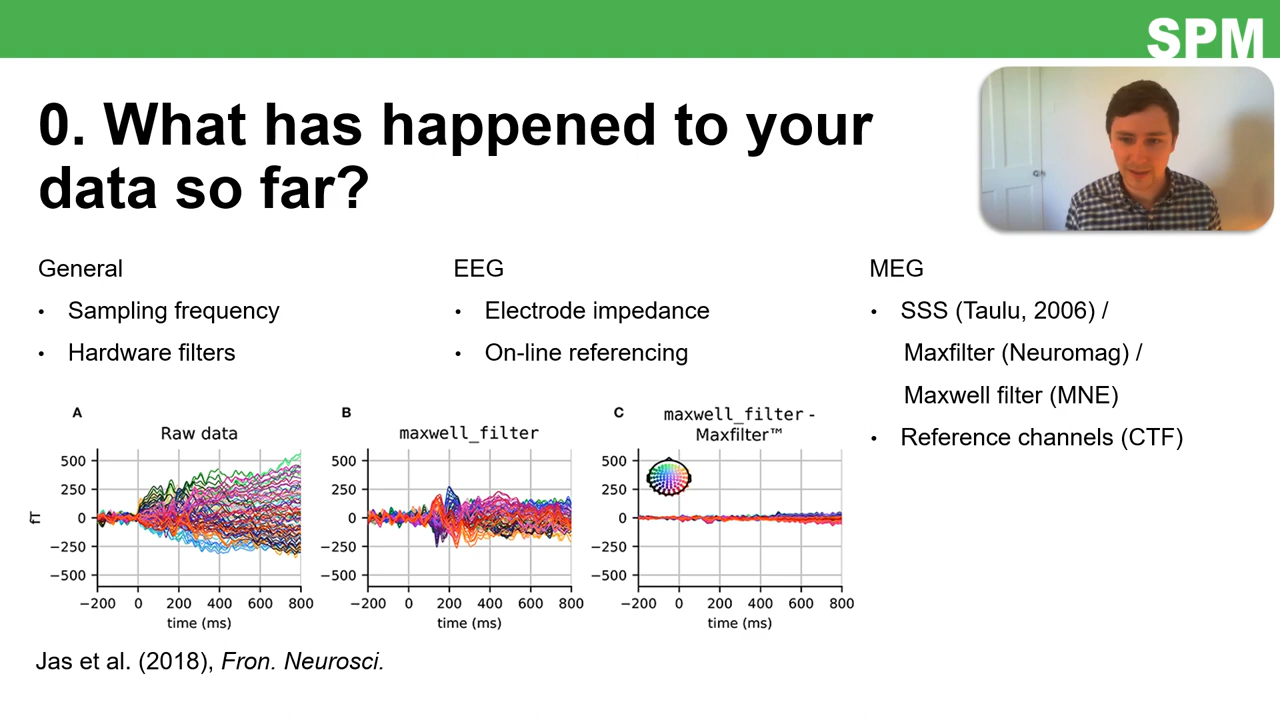 SPM
0. What has happened to your
data so far?
General
• Sampling frequency
• Hardware filters
EEG
• Electrode impedance
• On-line referencing
MEG
• SSS (Taulu, 2006) /
Maxfilter (Neuromag) /
Maxwell filter (MNE)
• Reference channels (CTF)
A
Raw data
fT
500
250
0
−250
−500
−200 0 200 400 600 800
time (ms)
B
maxwell_filter
500
250
0
−250
−500
−200 0 200 400 600 800
time (ms)
C
maxwell_filter -
Maxfilter™
500
250
0
−250
−500
−200 0 200 400 600 800
time (ms)
Jas et al. (2018), Fron. Neurosci.